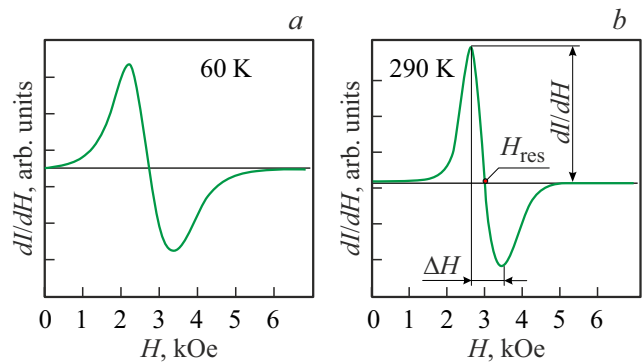 a
60 K
dI/dH, arb. units
0 1 2 3 4 5 6
H, kOe
b
290 K
dI/dH
H_res
ΔH
dI/dH, arb. units
0 1 2 3 4 5 6
H, kOe